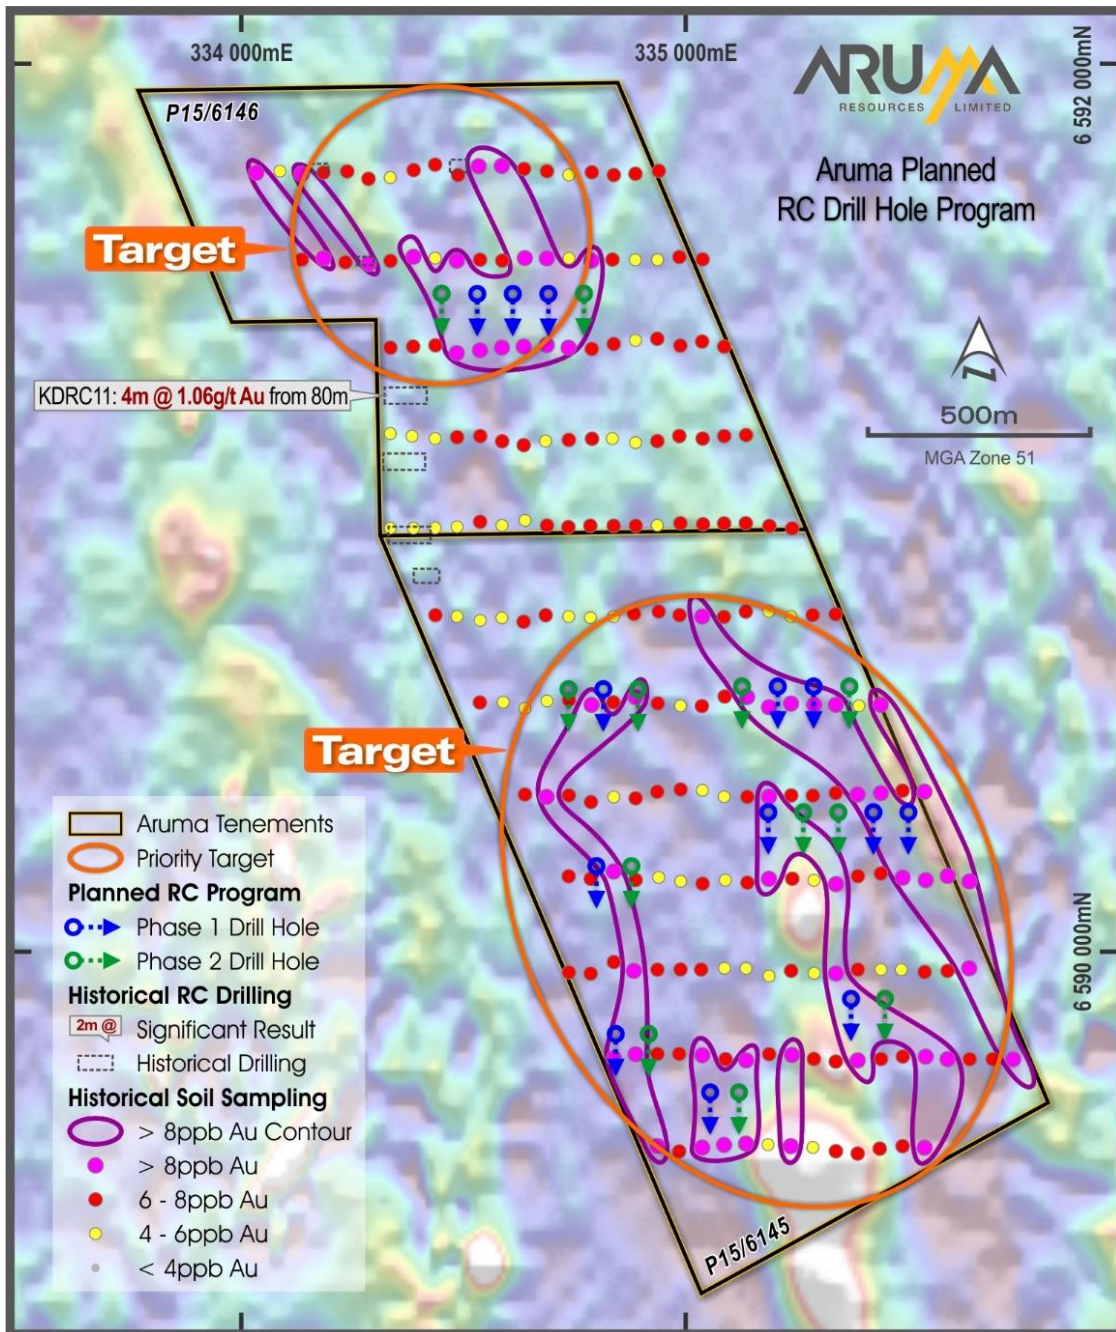 334 000mE
335 000mE
6 592 000mN
ARUMA
RESOURCES LIMITED
P15/6146
Aruma Planned
RC Drill Hole Program
Target
KDRC11: 4m @ 1.06g/t Au from 80m
N
500m
MGA Zone 51
Target
Aruma Tenements
Priority Target
Planned RC Program
Phase 1 Drill Hole
Phase 2 Drill Hole
Historical RC Drilling
2m @ Significant Result
Historical Drilling
Historical Soil Sampling
> 8ppb Au Contour
> 8ppb Au
6 - 8ppb Au
4 - 6ppb Au
< 4ppb Au
6 590 000mN
P15/6145